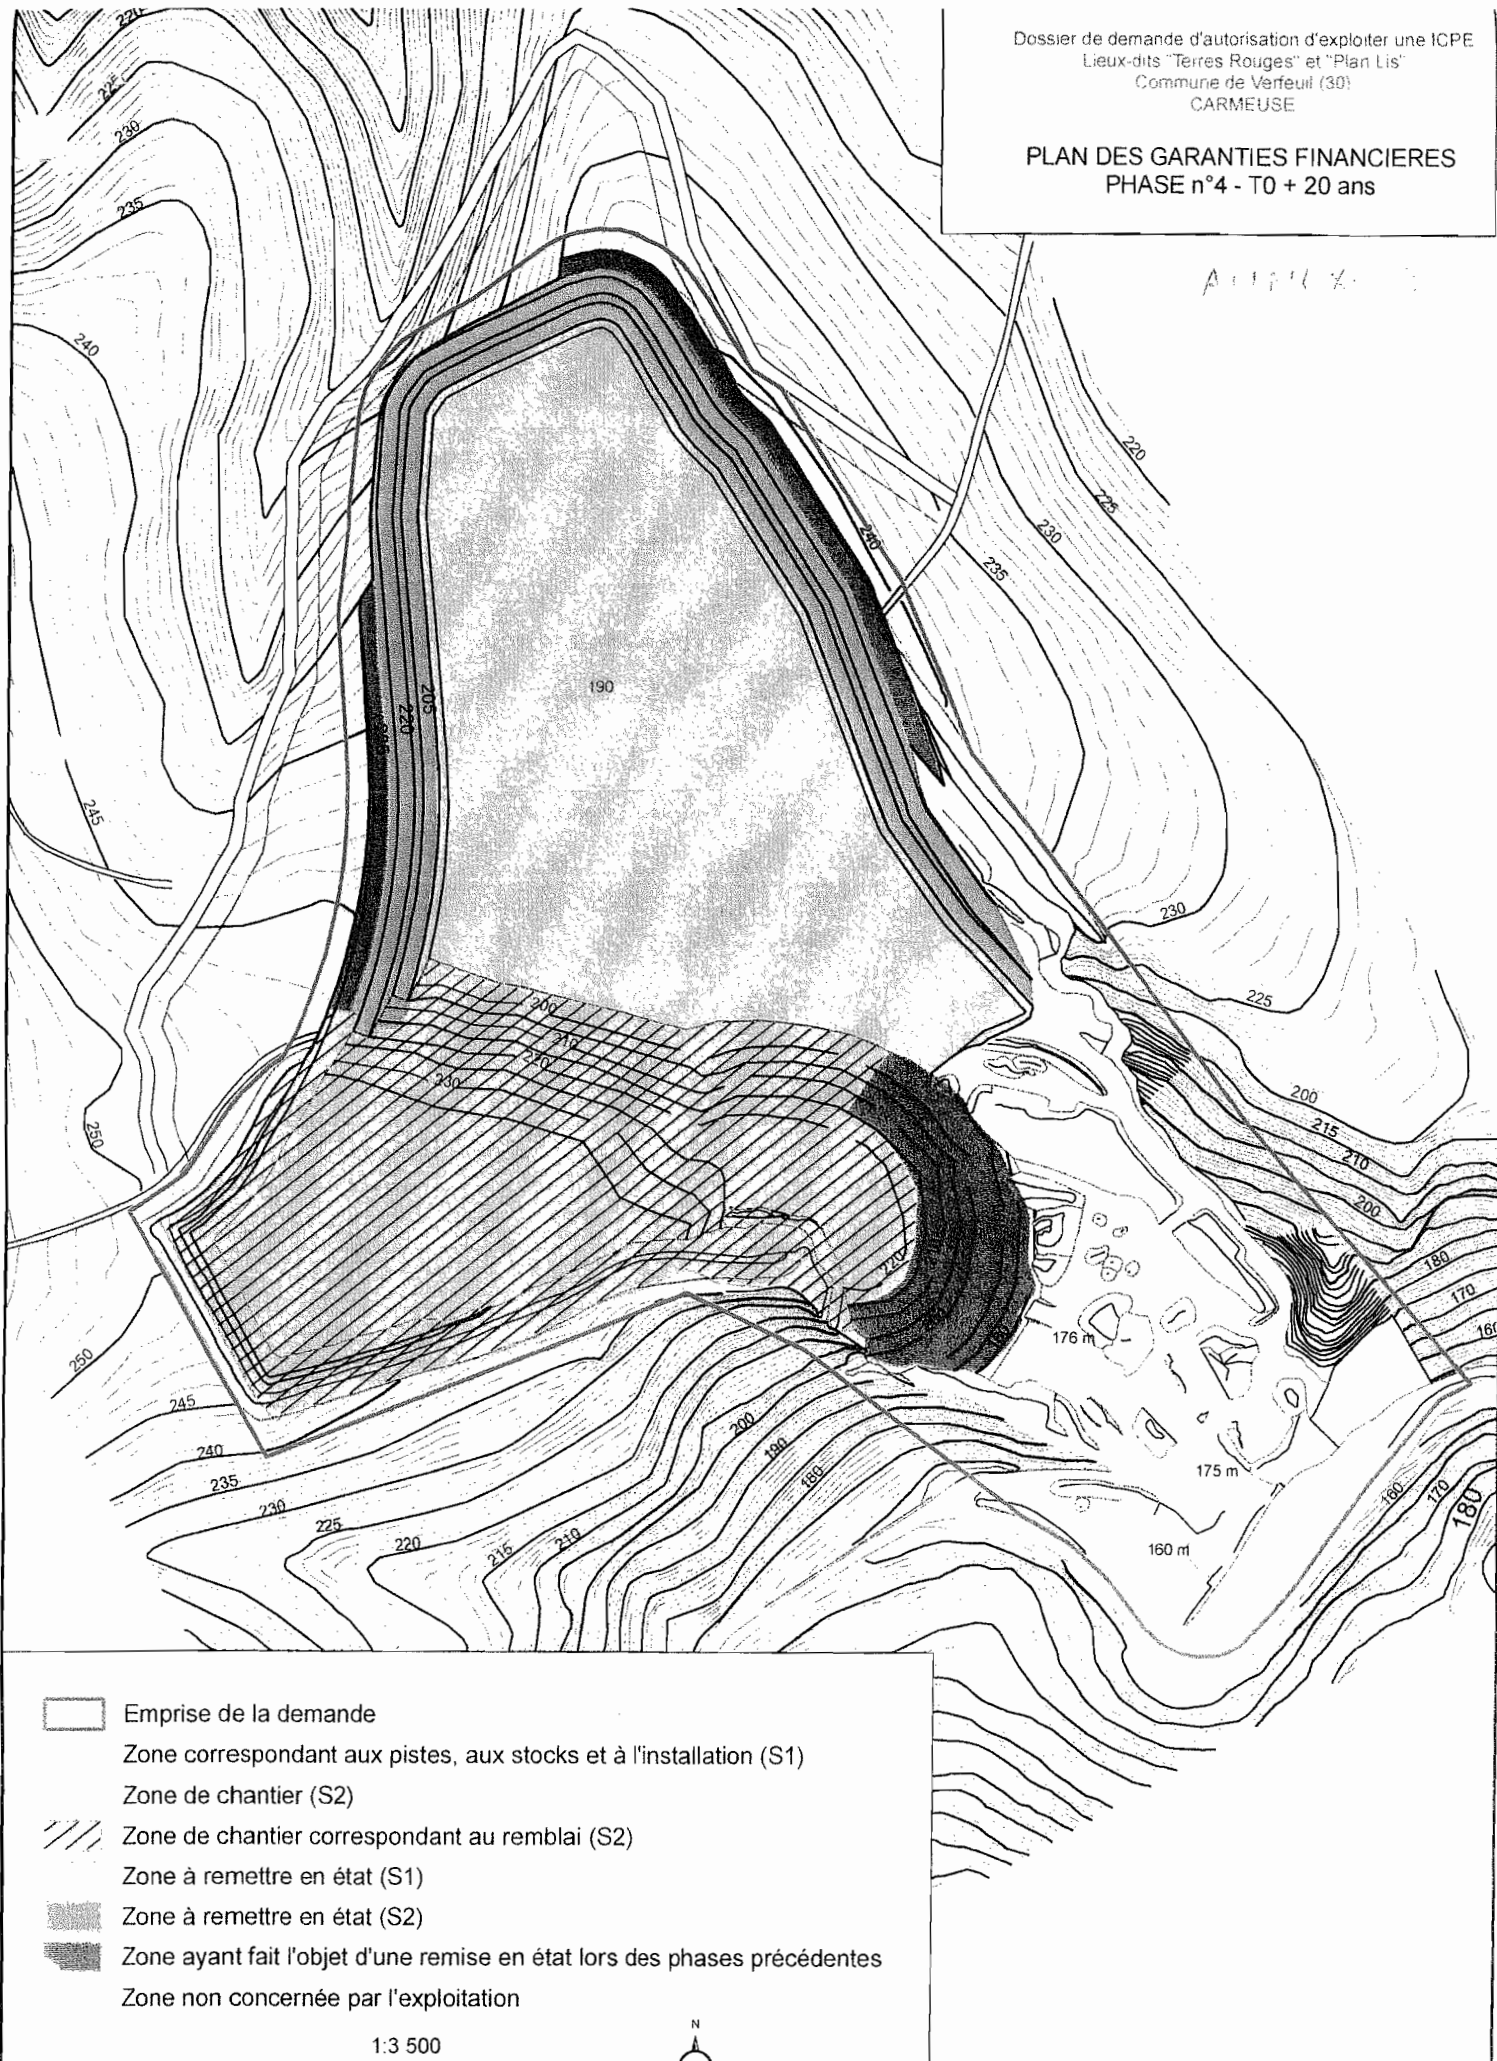 Dossier de demande d'autorisation d'exploiter une ICPE
Lieux-dits "Terres Rouges" et "Plan Lis"
Commune de Verfeuil (30)
CARMEUSE
PLAN DES GARANTIES FINANCIERES
PHASE n°4 - T0 + 20 ans
220
225
230
235
240
220
225
230
235
240
190
205
220
245
230
225
200
210
220
230
250
200
215
210
200
180
170
160
220
176 m
250
245
240
235
230
225
220
215
210
200
190
180
175 m
160
170
180
160 m
Emprise de la demande
Zone correspondant aux pistes, aux stocks et à l'installation (S1)
Zone de chantier (S2)
Zone de chantier correspondant au remblai (S2)
Zone à remettre en état (S1)
Zone à remettre en état (S2)
Zone ayant fait l'objet d'une remise en état lors des phases précédentes
Zone non concernée par l'exploitation
N
1:3 500